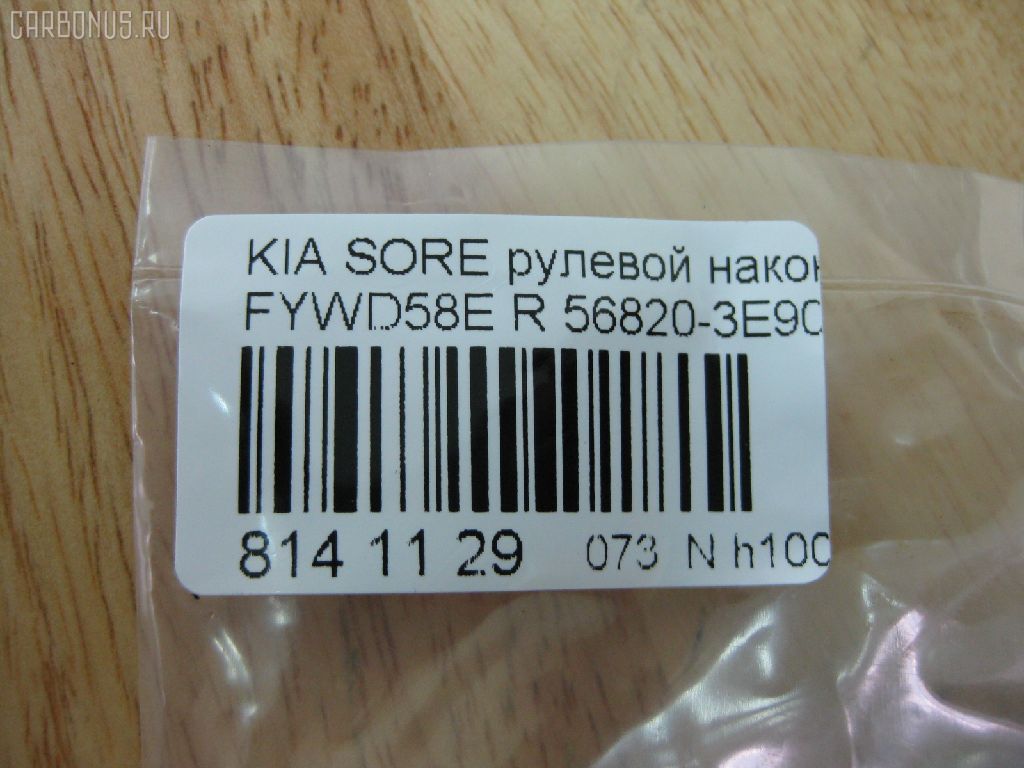 CARBONUS.RU
KIA SORE рулевой након
FYWD58E R 56820-3E90
814 11 29 073 N h100